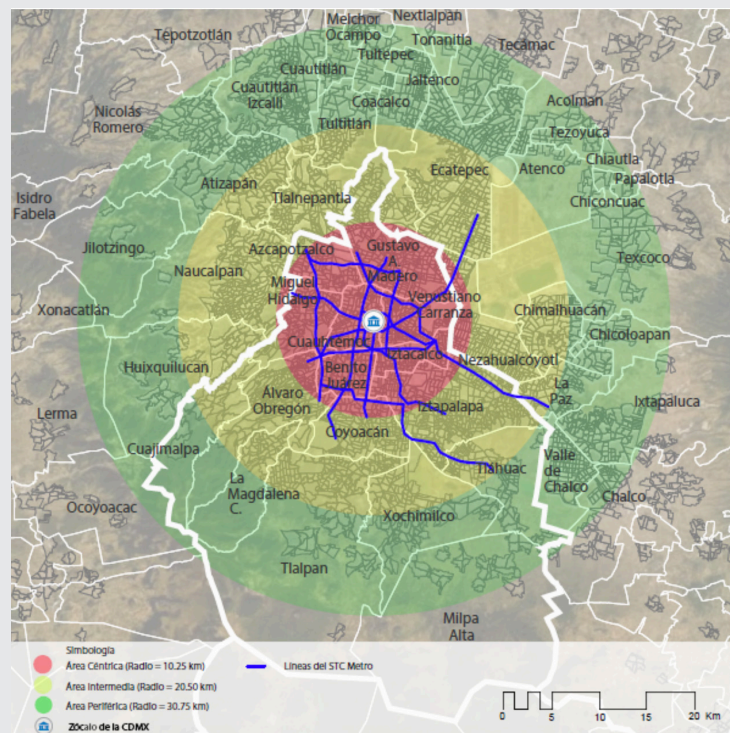 Melchor
Ocampo
Nextlalpan
Tepotzotlán
Tonanitla
Tecámac
Tultepec
Cuautitlán
Jaltenco
Cuautitlán
Izcalli
Coacalco
Acolman
Nicolás
Romero
Tultitlán
Tezoyuca
Chiautla
Ecatepec
Atenco
Papalotla
Atizapán
Tlalnepantla
Chiconcuac
Isidro
Fabela
Jilotzingo
Azcapotzalco
Gustavo
A.
Madero
Texcoco
Naucalpan
Miguel
Hidalgo
Venustiano
Carranza
Xonacatlán
Chimalhuacán
Chicoloapan
Cuauhtémoc
Iztacalco
Nezahualcóyotl
Huixquilucan
Benito
Juárez
La
Paz
Álvaro
Obregón
Iztapalapa
Ixtapaluca
Lerma
Coyoacán
Cuajimalpa
Valle
de
Chalco
La
Magdalena
C.
Tláhuac
Chalco
Ocoyoacac
Xochimilco
Tlalpan
Milpa
Alta
Simbología
Área Céntrica (Radio = 10.25 km)
Líneas del STC Metro
Área Intermedia (Radio = 20.50 km)
Área Periférica (Radio = 30.75 km)
Zócalo de la CDMX
0 5 10 15 20 Km